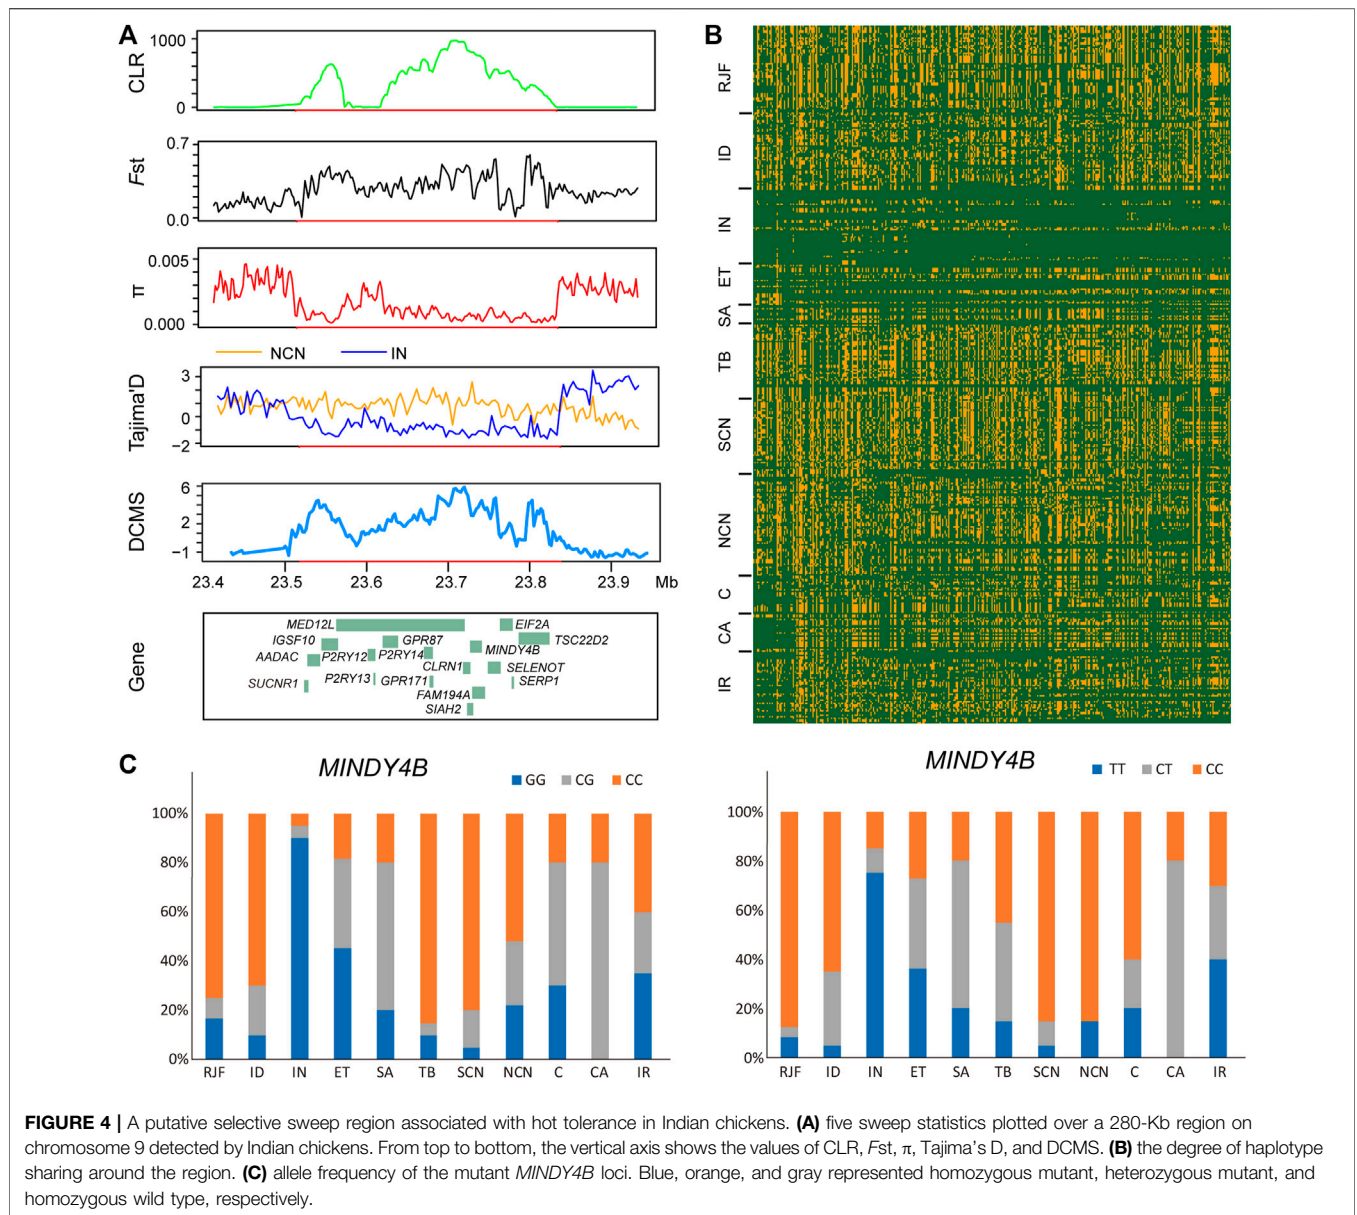 A
CLR
1000
0
Fst
0.7
0.0
π
0.005
0.000
NCN
IN
Tajima'D
3
0
−2
DCMS
6
2
−1
23.4 23.5 23.6 23.7 23.8 23.9 Mb
Gene
MED12L
EIF2A
IGSF10
GPR87
TSC22D2
AADAC
P2RY12
P2RY14
MINDY4B
CLRN1
SELENOT
SUCNR1
P2RY13
GPR171
SERP1
FAM194A
SIAH2
B
RJF
ID
IN
ET
SA
TB
SCN
NCN
C
CA
IR
C
MINDY4B
GG CG CC
100%
80%
60%
40%
20%
0%
RJF ID IN ET SA TB SCN NCN C CA IR
MINDY4B
TT CT CC
100%
80%
60%
40%
20%
0%
RJF ID IN ET SA TB SCN NCN C CA IR
FIGURE 4 | A putative selective sweep region associated with hot tolerance in Indian chickens. (A) five sweep statistics plotted over a 280-Kb region on
chromosome 9 detected by Indian chickens. From top to bottom, the vertical axis shows the values of CLR, Fst, π, Tajima's D, and DCMS. (B) the degree of haplotype
sharing around the region. (C) allele frequency of the mutant MINDY4B loci. Blue, orange, and gray represented homozygous mutant, heterozygous mutant, and
homozygous wild type, respectively.